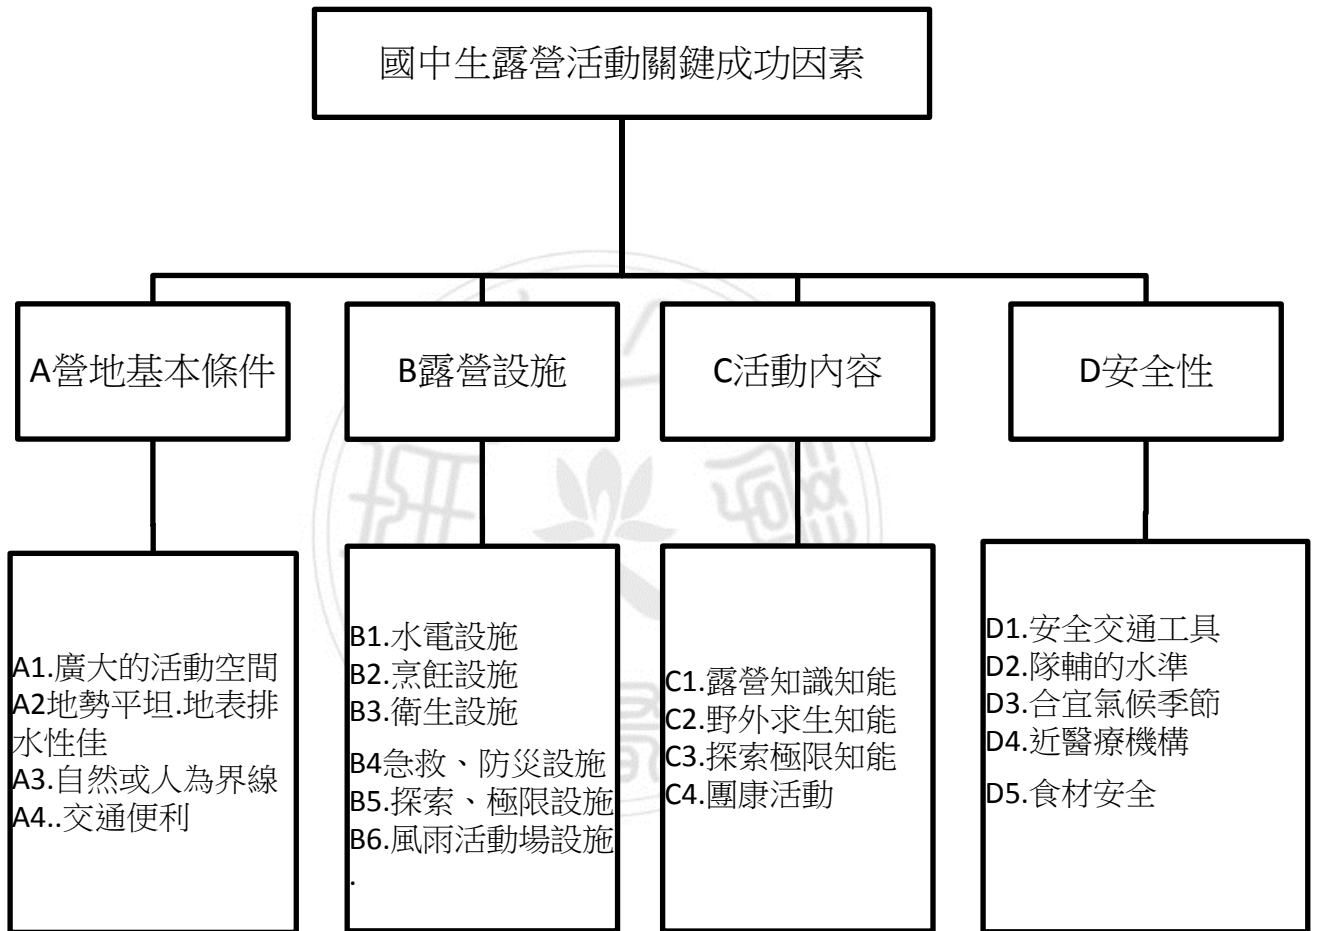 國中生露營活動關鍵成功因素
A營地基本條件
B露營設施
C活動內容
D安全性
A1.廣大的活動空間
A2地勢平坦.地表排
水性佳
A3.自然或人為界線
A4..交通便利
B1.水電設施
B2.烹飪設施
B3.衛生設施
B4急救、防災設施
B5.探索、極限設施
B6.風雨活動場設施
.
C1.露營知識知能
C2.野外求生知能
C3.探索極限知能
C4.團康活動
D1.安全交通工具
D2.隊輔的水準
D3.合宜氣候季節
D4.近醫療機構
D5.食材安全